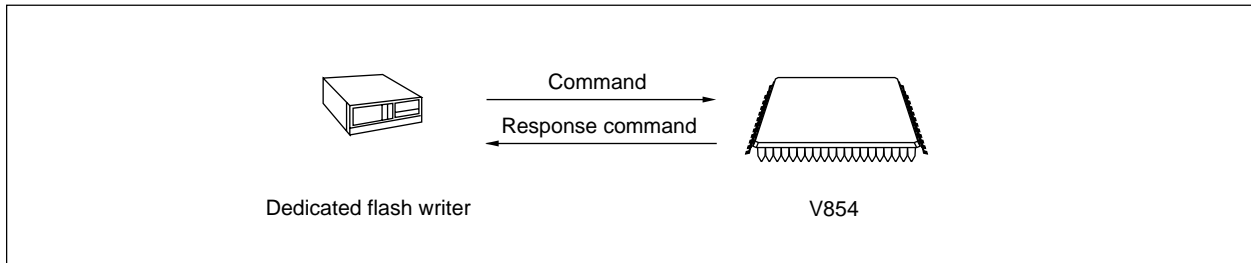 Command
Response command
Dedicated flash writer
V854